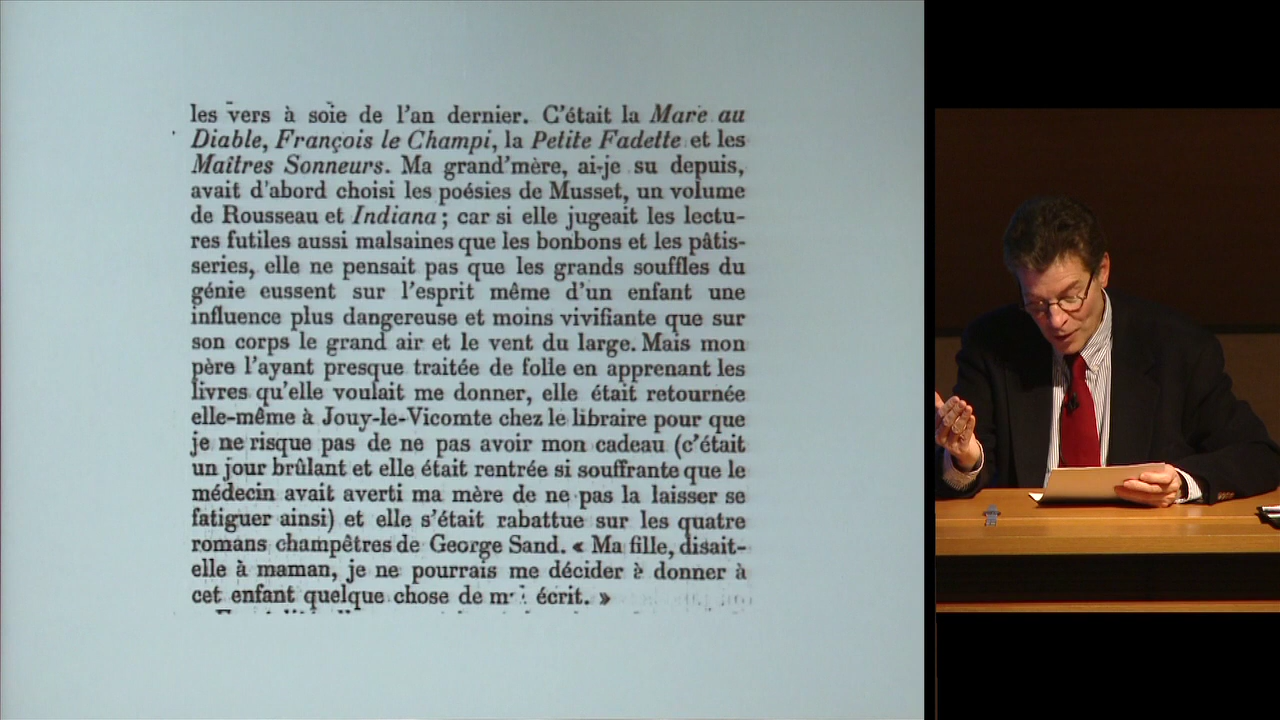 les vers à soie de l'an dernier. C'était la Mare au
Diable, François le Champi, la Petite Fadette et les
Maîtres Sonneurs. Ma grand'mère, ai-je su depuis,
avait d'abord choisi les poésies de Musset, un volume
de Rousseau et Indiana ; car si elle jugeait les lectu-
res futiles aussi malsaines que les bonbons et les pâtis-
series, elle ne pensait pas que les grands souffles du
génie eussent sur l'esprit même d'un enfant une
influence plus dangereuse et moins vivifiante que sur
son corps le grand air et le vent du large. Mais mon
père l'ayant presque traitée de folle en apprenant les
livres qu'elle voulait me donner, elle était retournée
elle-même à Jouy-le-Vicomte chez le libraire pour que
je ne risque pas de ne pas avoir mon cadeau (c'était
un jour brûlant et elle était rentrée si souffrante que le
médecin avait averti ma mère de ne pas la laisser se
fatiguer ainsi) et elle s'était rabattue sur les quatre
romans champêtres de George Sand. « Ma fille, disait-
elle à maman, je ne pourrais me décider à donner à
cet enfant quelque chose de écrit. »